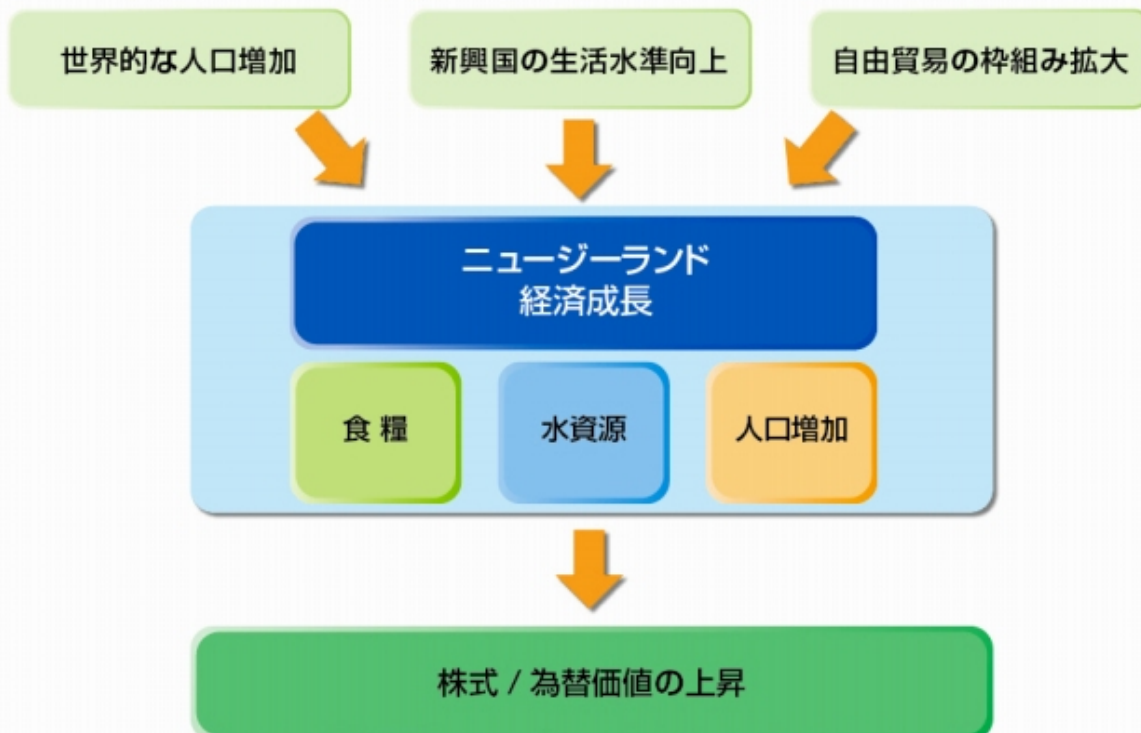 世界的な人口増加
新興国の生活水準向上
自由貿易の枠組み拡大
ニュージーランド
経済成長
食 糧
水資源
人口増加
株式 / 為替価値の上昇